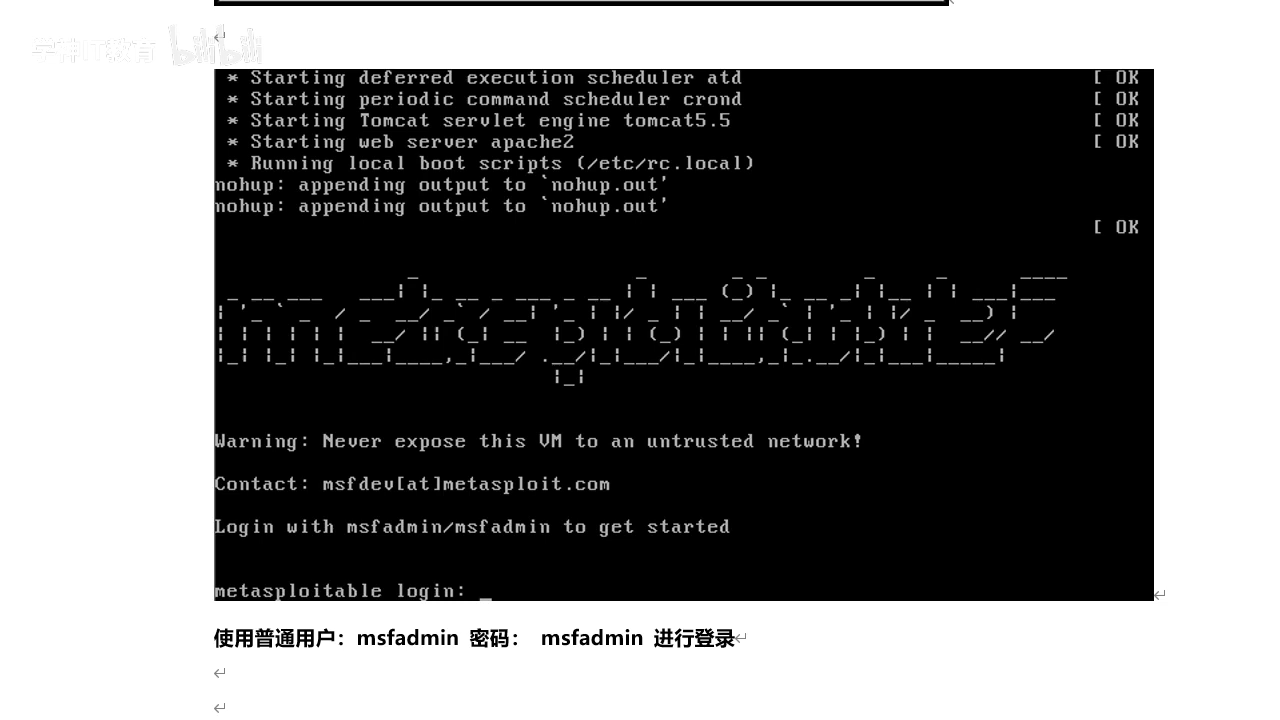 学神IT教育 bilibili
* Starting deferred execution scheduler atd [ OK
* Starting periodic command scheduler crond [ OK
* Starting Tomcat servlet engine tomcat5.5 [ OK
* Starting web server apache2 [ OK
* Running local boot scripts (/etc/rc.local)
nohup: appending output to `nohup.out'
nohup: appending output to `nohup.out'
[ OK
metasploitable2
Warning: Never expose this VM to an untrusted network!
Contact: msfdev[at]metasploit.com
Login with msfadmin/msfadmin to get started
metasploitable login: _
使用普通用户：msfadmin 密码： msfadmin 进行登录